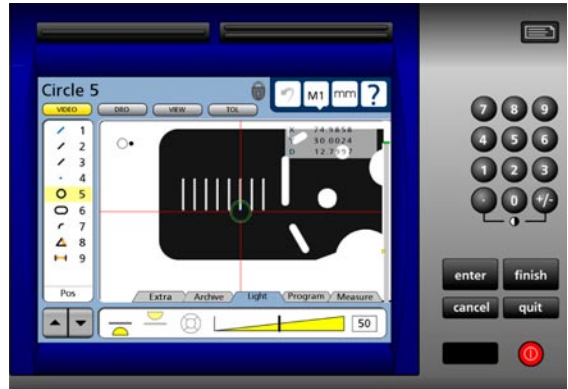 Circle 5
M1 mm ?
VIDEO DRO VIEW TOL
1
2
3
4
5
6
7
8
9
Pos
X 74.9858
Y 30.0024
D 12.7997
Extra Archive Light Program Measure
50
7 8 9
4 5 6
1 2 3
. 0 +/-
enter finish
cancel quit